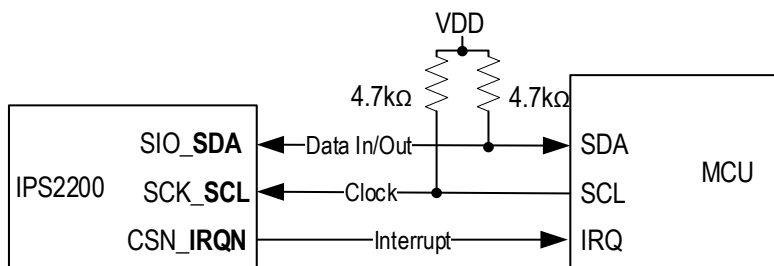 VDD
4.7kΩ 4.7kΩ
SIO_SDA Data In/Out SDA
IPS2200 MCU
SCK_SCL Clock SCL
CSN_IRQN Interrupt IRQ